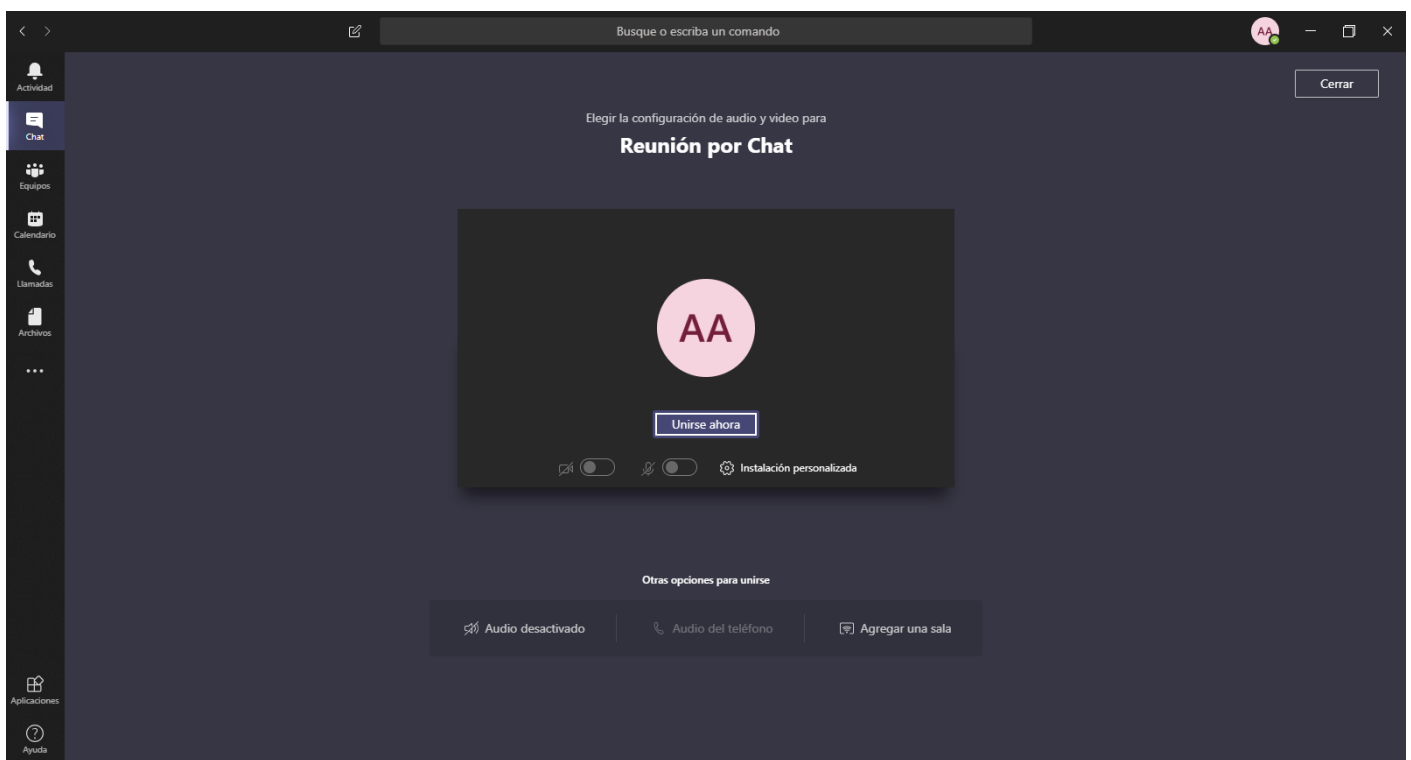 Busque o escriba un comando
AA
Actividad
Chat
Equipos
Calendario
Llamadas
Archivos
Aplicaciones
Ayuda
Cerrar
Elegir la configuración de audio y video para
Reunión por Chat
AA
Unirse ahora
Instalación personalizada
Otras opciones para unirse
Audio desactivado Audio del teléfono Agregar una sala